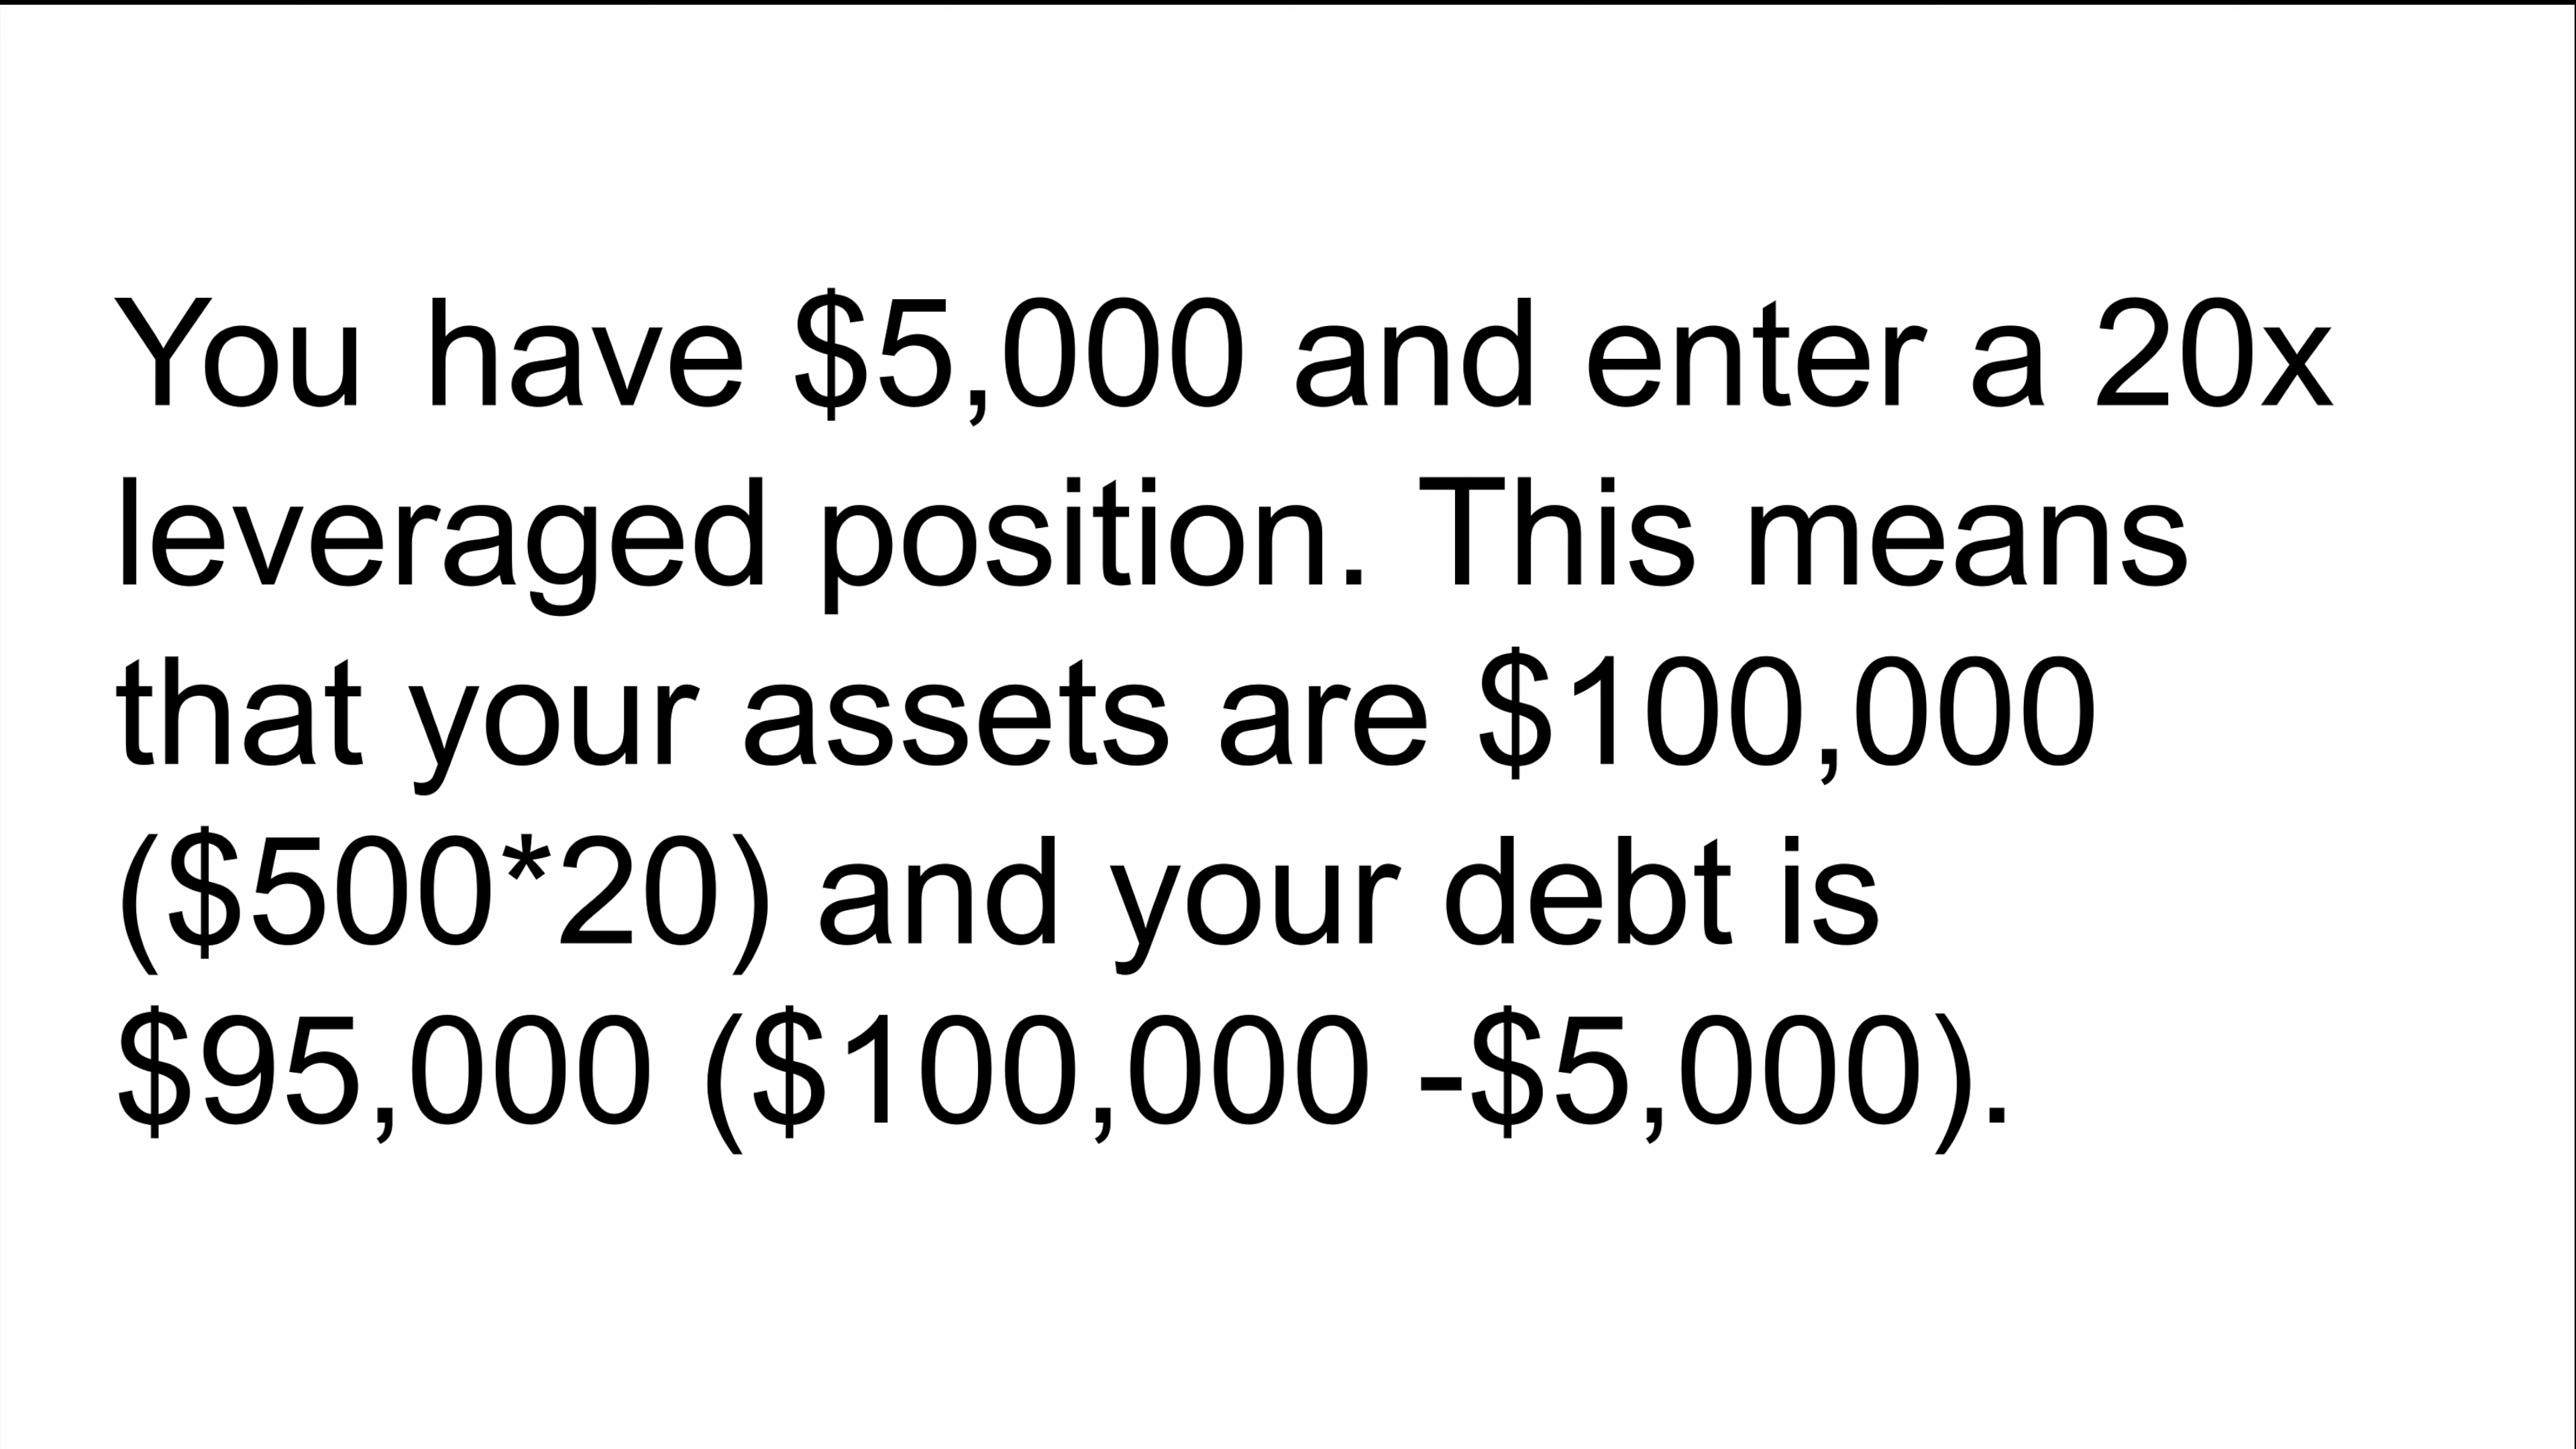 You have $5,000 and enter a 20x
leveraged position. This means
that your assets are $100,000
($500*20) and your debt is
$95,000 ($100,000 -$5,000).